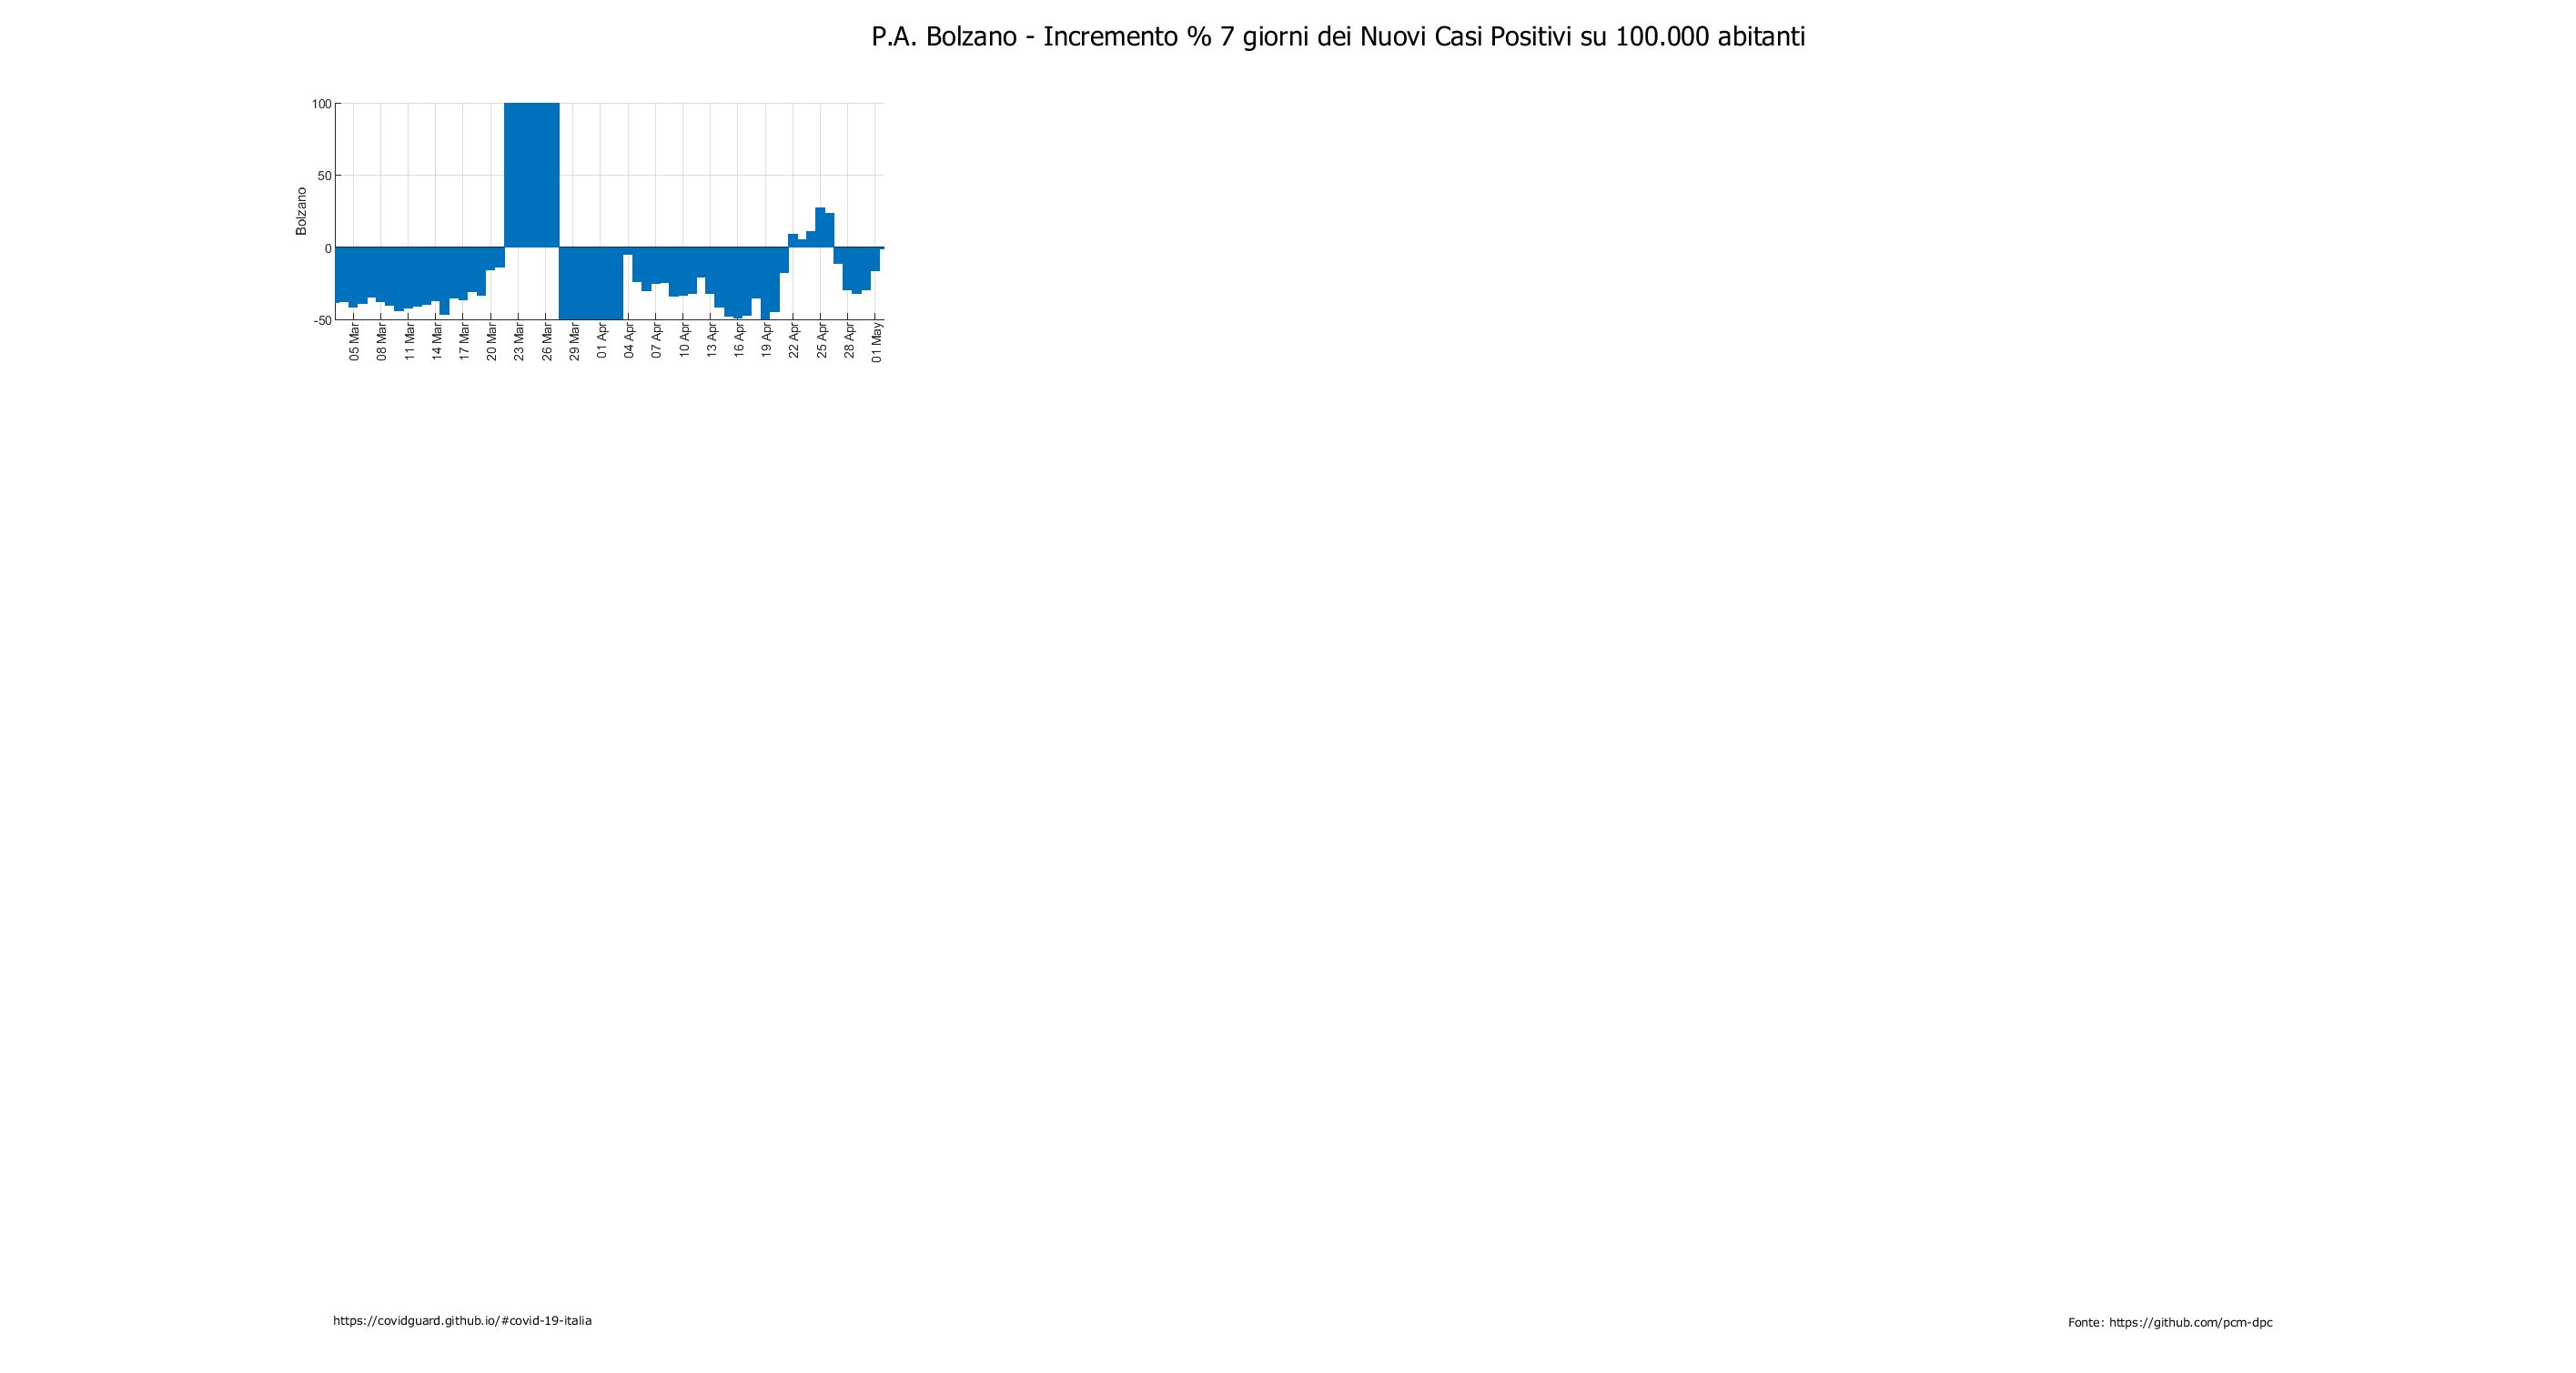 P.A. Bolzano - Incremento % 7 giorni dei Nuovi Casi Positivi su 100.000 abitanti
100
50
0
-50
Bolzano
05 Mar
08 Mar
11 Mar
14 Mar
17 Mar
20 Mar
23 Mar
26 Mar
29 Mar
01 Apr
04 Apr
07 Apr
10 Apr
13 Apr
16 Apr
19 Apr
22 Apr
25 Apr
28 Apr
01 May
https://covidguard.github.io/#covid-19-italia
Fonte: https://github.com/pcm-dpc